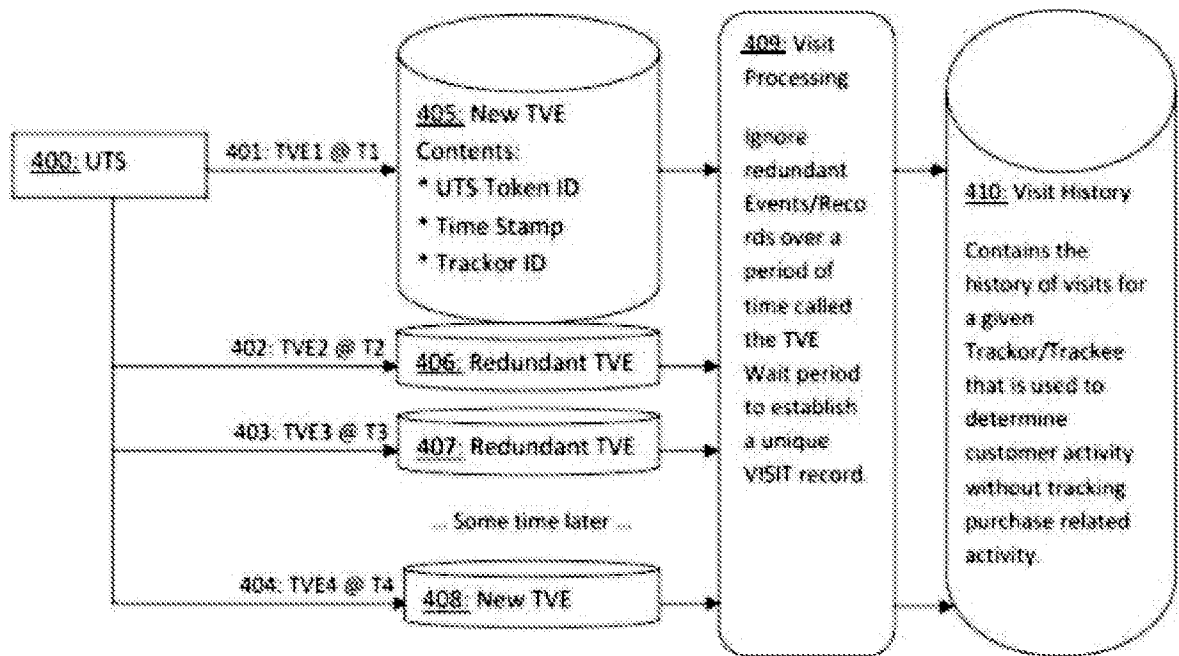 400: UTS
401: TVE1 @ T1
405: New TVE
Contents:
* UTS Token ID
* Time Stamp
* Trackor ID
402: TVE2 @ T2
406: Redundant TVE
403: TVE3 @ T3
407: Redundant TVE
... Some time later ...
404: TVE4 @ T4
408: New TVE
409: Visit
Processing
Ignore
redundant
Events/Reco
rds over a
period of
time called
the TVE
Wait period
to establish
a unique
VISIT record.
410: Visit History
Contains the
history of visits for
a given
Trackor/Trackee
that is used to
determine
customer activity
without tracking
purchase related
activity.